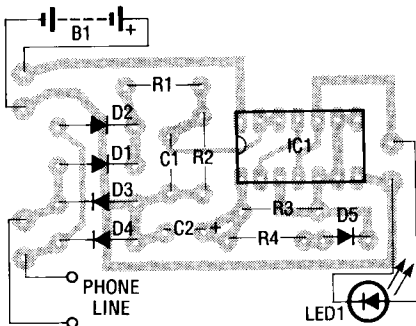 B1
+
R1
D2
D1
C1
R2
IC1
D3
D4
C2
+
R3
R4
D5
PHONE
LINE
LED1